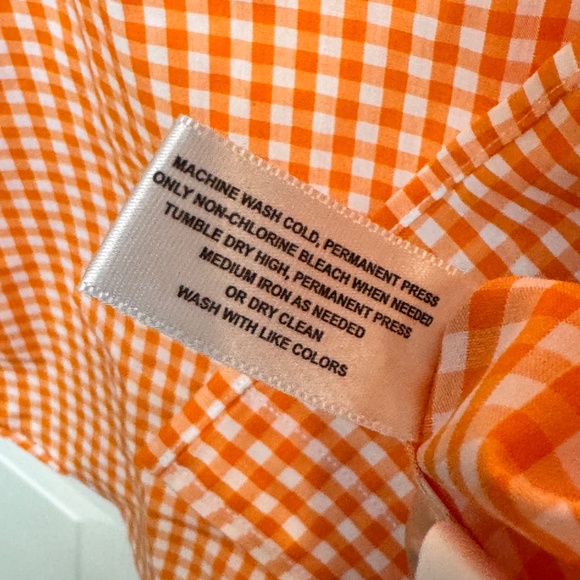 MACHINE WASH COLD, PERMANENT PRESS
ONLY NON-CHLORINE BLEACH WHEN NEEDED
TUMBLE DRY HIGH, PERMANENT PRESS
MEDIUM IRON AS NEEDED
OR DRY CLEAN
WASH WITH LIKE COLORS